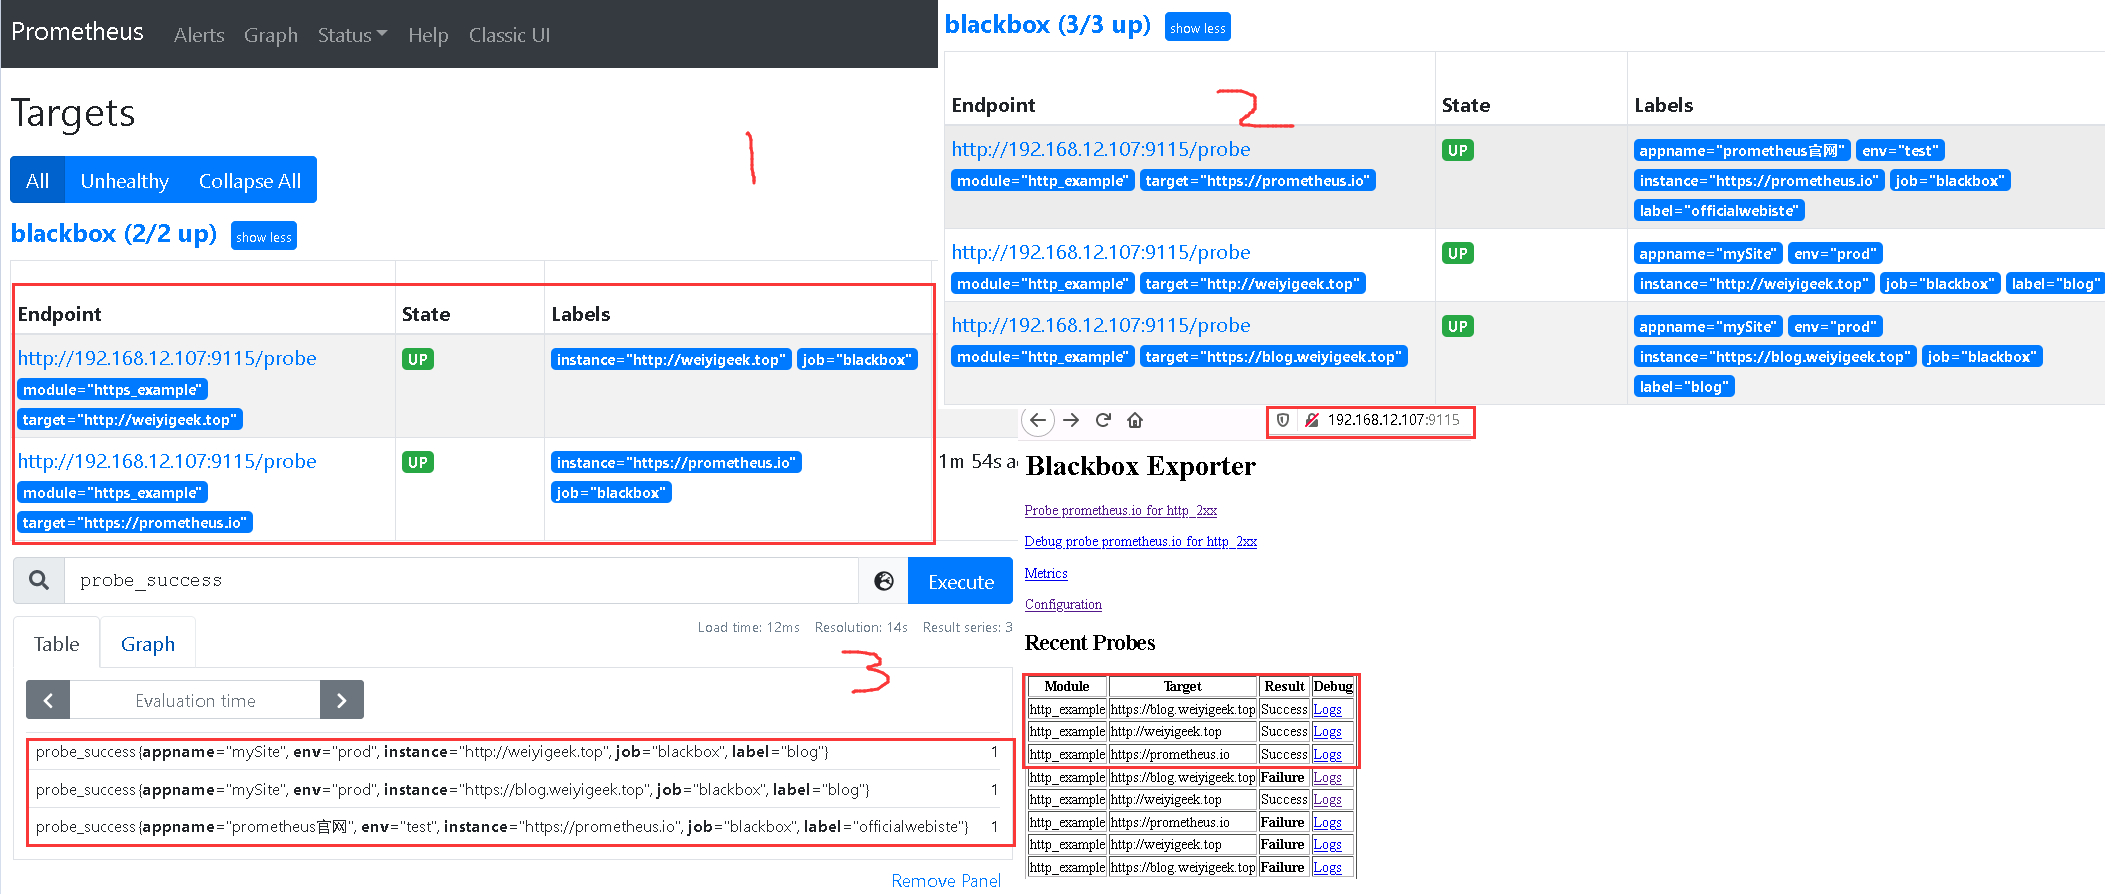 Prometheus Alerts Graph Status Help Classic UI
Targets
1
All Unhealthy Collapse All
blackbox (2/2 up) show less
Endpoint State Labels
http://192.168.12.107:9115/probe UP instance="http://weiyigeek.top" job="blackbox"
module="https_example"
target="http://weiyigeek.top"
http://192.168.12.107:9115/probe UP instance="https://prometheus.io" 1m 54s
module="https_example" job="blackbox"
target="https://prometheus.io"
blackbox (3/3 up) show less
2
Endpoint State Labels
http://192.168.12.107:9115/probe UP appname="prometheus官网" env="test"
module="http_example" target="https://prometheus.io" instance="https://prometheus.io" job="blackbox"
label="officialwebiste"
http://192.168.12.107:9115/probe UP appname="mySite" env="prod"
module="http_example" target="http://weiyigeek.top" instance="http://weiyigeek.top" job="blackbox" label="blog"
http://192.168.12.107:9115/probe UP appname="mySite" env="prod"
module="http_example" target="https://blog.weiyigeek.top" instance="https://blog.weiyigeek.top" job="blackbox"
label="blog"
probe_success Execute
Table Graph Load time: 12ms Resolution: 14s Result series: 3
3
Evaluation time
probe_success{appname="mySite", env="prod", instance="http://weiyigeek.top", job="blackbox", label="blog"} 1
probe_success{appname="mySite", env="prod", instance="https://blog.weiyigeek.top", job="blackbox", label="blog"} 1
probe_success{appname="prometheus官网", env="test", instance="https://prometheus.io", job="blackbox", label="officialwebiste"} 1
Remove Panel
192.168.12.107:9115
Blackbox Exporter
Probe prometheus.io for http_2xx
Debug probe prometheus.io for http_2xx
Metrics
Configuration
Recent Probes
Module Target Result Debug
http_example https://blog.weiyigeek.top Success Logs
http_example http://weiyigeek.top Success Logs
http_example https://prometheus.io Success Logs
http_example https://blog.weiyigeek.top Failure Logs
http_example http://weiyigeek.top Success Logs
http_example https://prometheus.io Failure Logs
http_example http://weiyigeek.top Failure Logs
http_example https://blog.weiyigeek.top Failure Logs